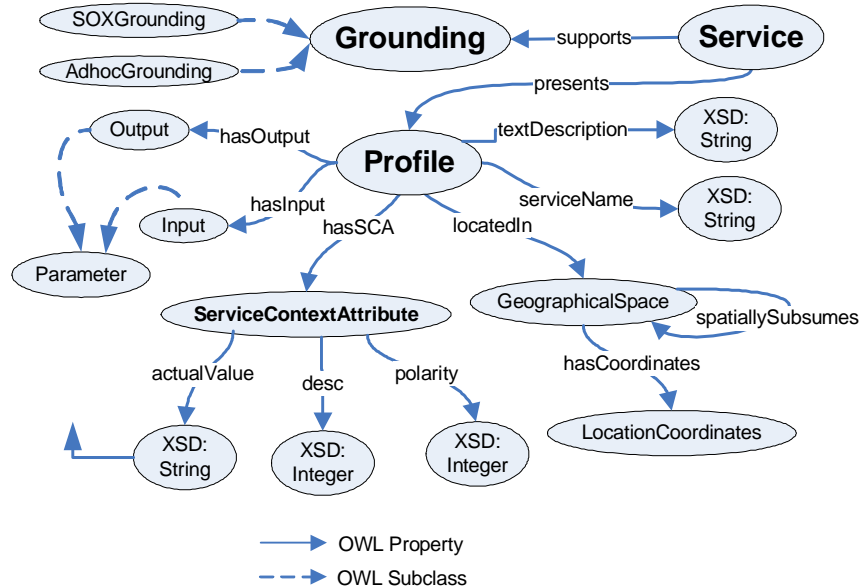 SOXGrounding
Grounding
supports
Service
AdhocGrounding
presents
Output
hasOutput
textDescription
XSD:
String
Profile
hasInput
serviceName
XSD:
String
Input
hasSCA
locatedIn
Parameter
ServiceContextAttribute
GeographicalSpace
spatiallySubsumes
actualValue
desc
polarity
hasCoordinates
XSD:
String
XSD:
Integer
XSD:
Integer
LocationCoordinates
OWL Property
OWL Subclass